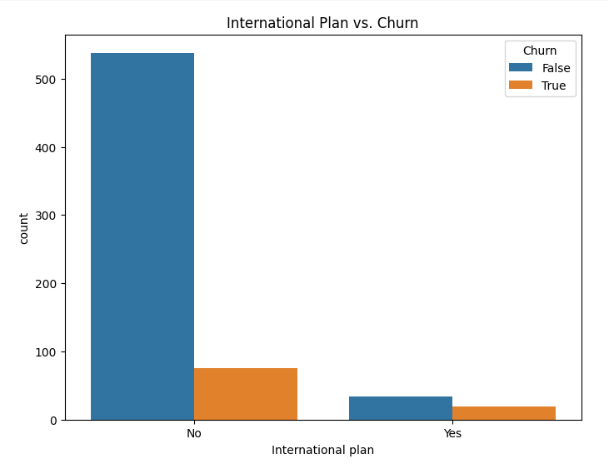 International Plan vs. Churn
Churn
False
True
500
400
300
200
100
0
count
No
Yes
International plan